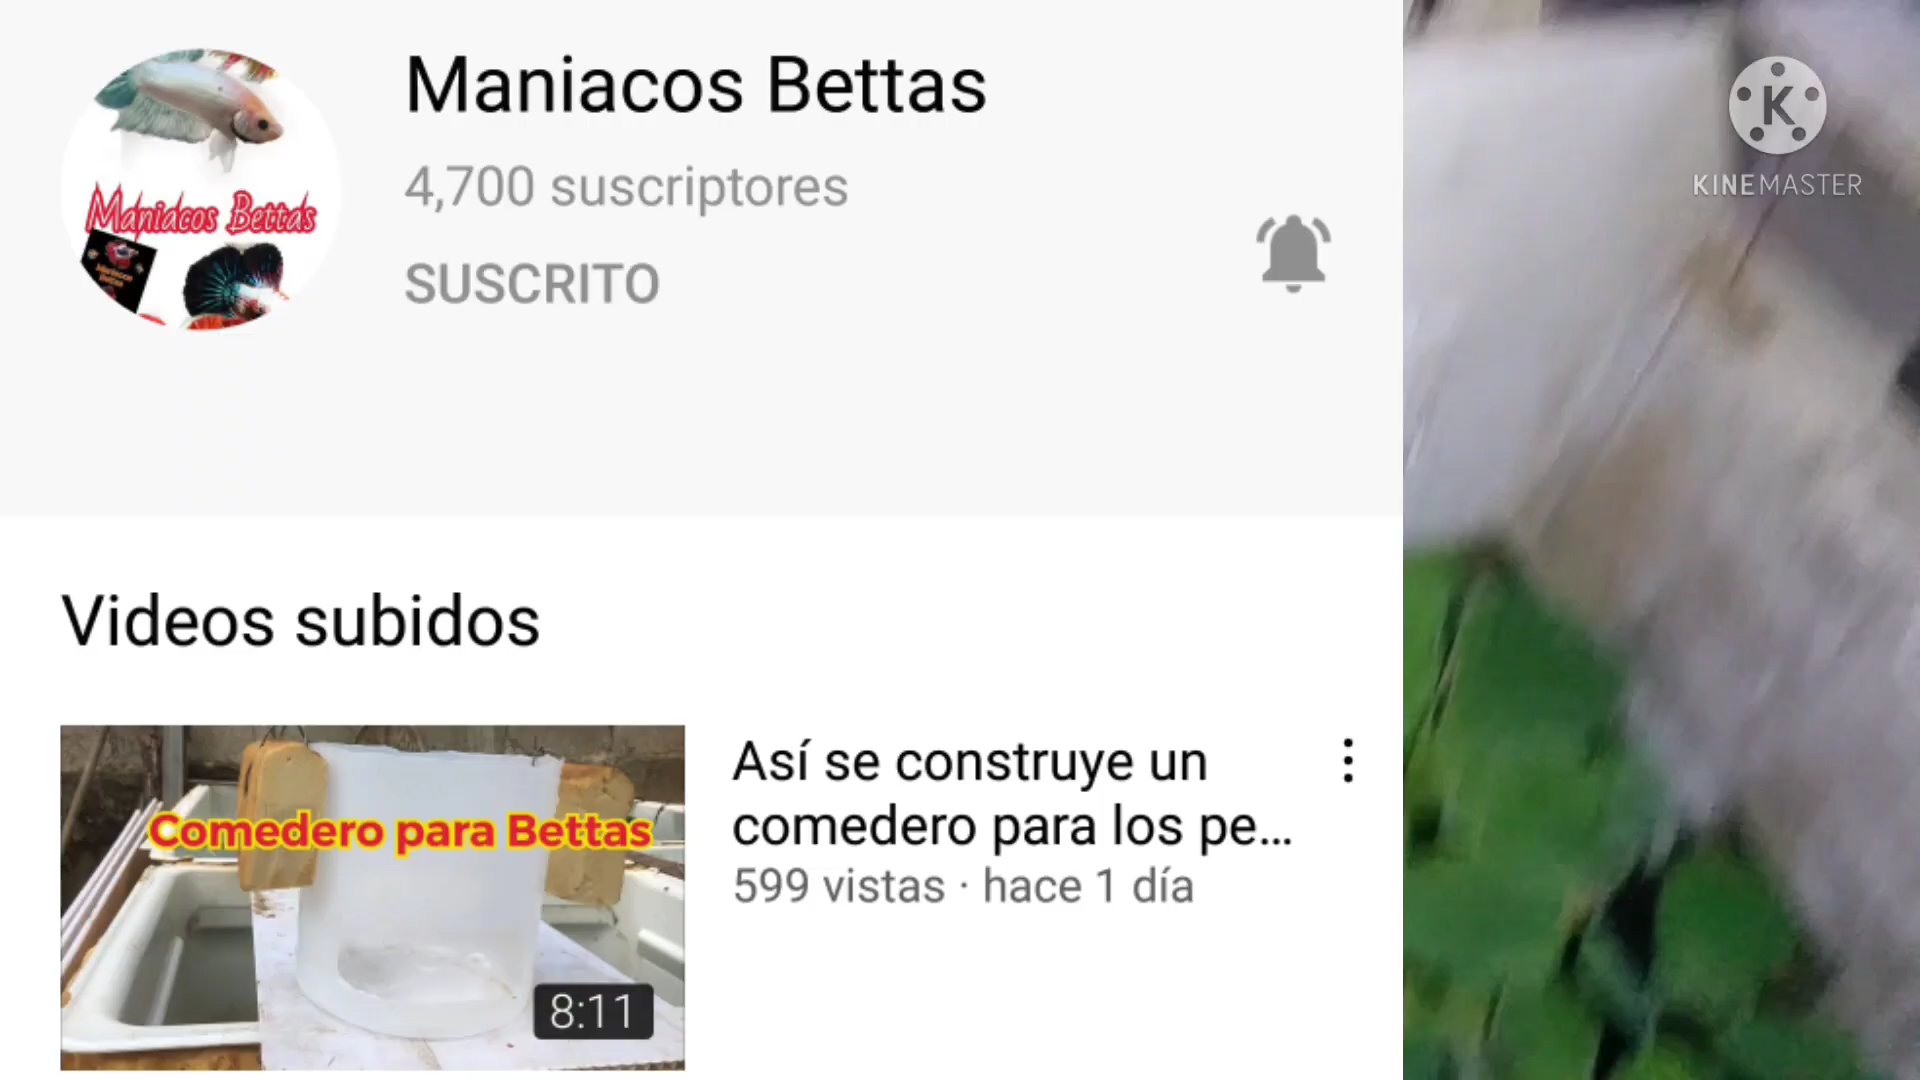 Maniacos Bettas
4,700 suscriptores
SUSCRITO
Maniacos Bettas
K
KINEMASTER
Videos subidos
Comedero para Bettas
8:11
Así se construye un
comedero para los pe...
599 vistas · hace 1 día